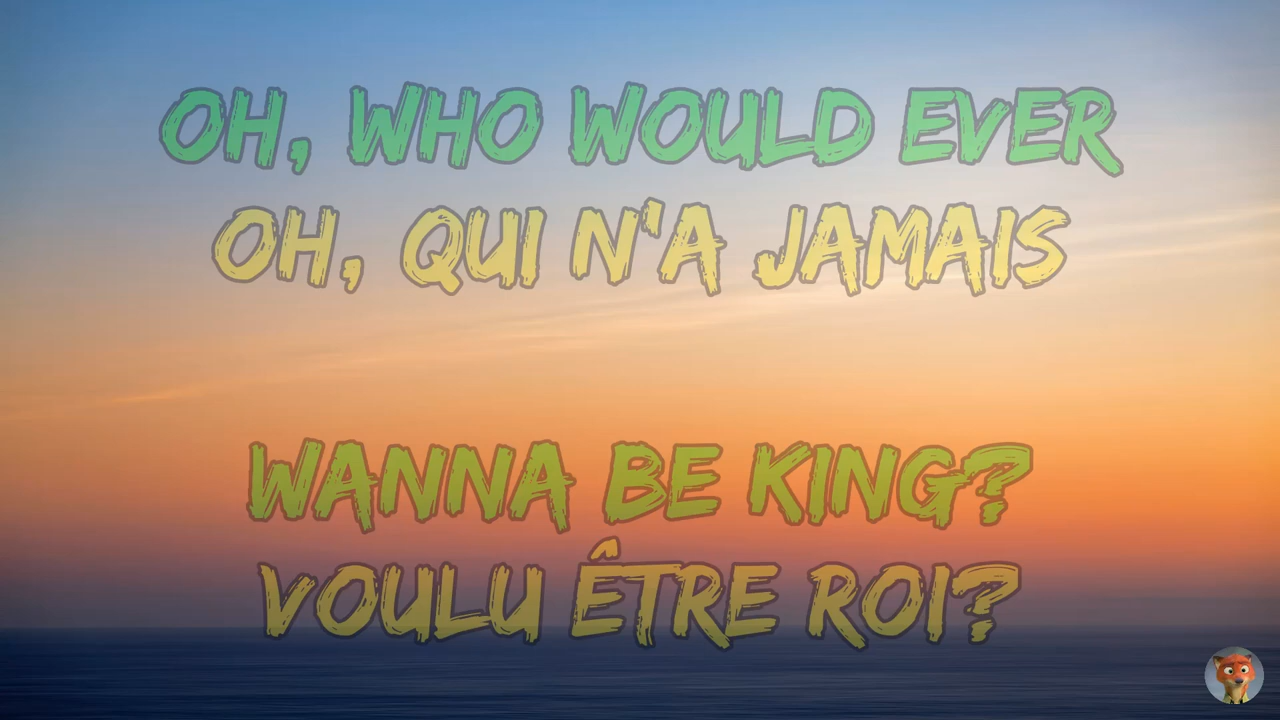 OH, WHO WOULD EVER
OH, QUI N'A JAMAIS
WANNA BE KING?
VOULU ÊTRE ROI?